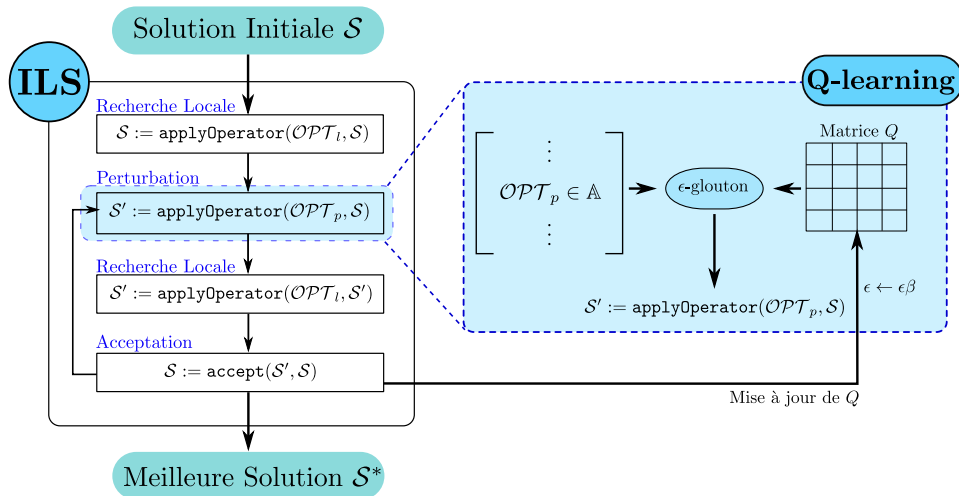 Solution Initiale 𝒮
ILS
Recherche Locale
𝒮 := applyOperator(𝒪𝒫𝒯_l, 𝒮)
Perturbation
𝒮′ := applyOperator(𝒪𝒫𝒯_p, 𝒮)
Recherche Locale
𝒮′ := applyOperator(𝒪𝒫𝒯_l, 𝒮′)
Acceptation
𝒮 := accept(𝒮′, 𝒮)
Meilleure Solution 𝒮*
Q-learning
Matrice Q
⋮
𝒪𝒫𝒯_p ∈ 𝔸
⋮
ϵ-glouton
𝒮′ := applyOperator(𝒪𝒫𝒯_p, 𝒮)
ϵ ← ϵβ
Mise à jour de Q